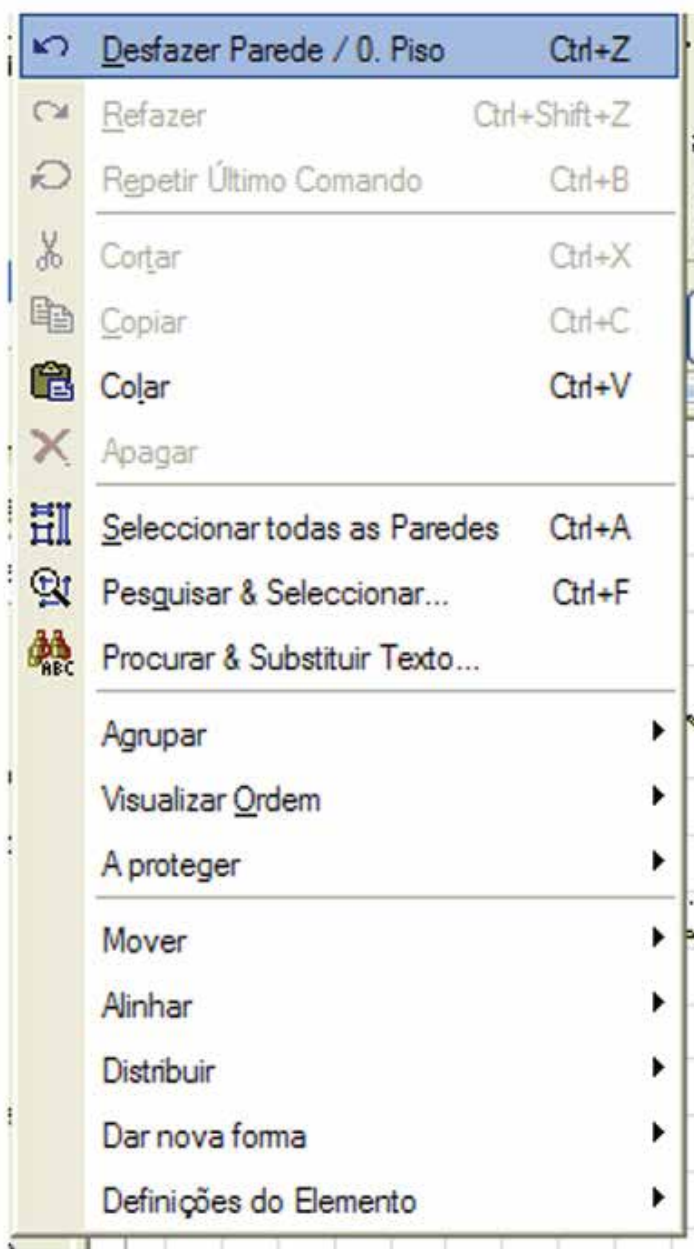 Desfazer Parede / 0. Piso Ctrl+Z
Refazer Ctrl+Shift+Z
Repetir Último Comando Ctrl+B
Cortar Ctrl+X
Copiar Ctrl+C
Colar Ctrl+V
Apagar
Seleccionar todas as Paredes Ctrl+A
Pesquisar & Seleccionar... Ctrl+F
ABC
Procurar & Substituir Texto...
Agrupar
Visualizar Ordem
A proteger
Mover
Alinhar
Distribuir
Dar nova forma
Definições do Elemento